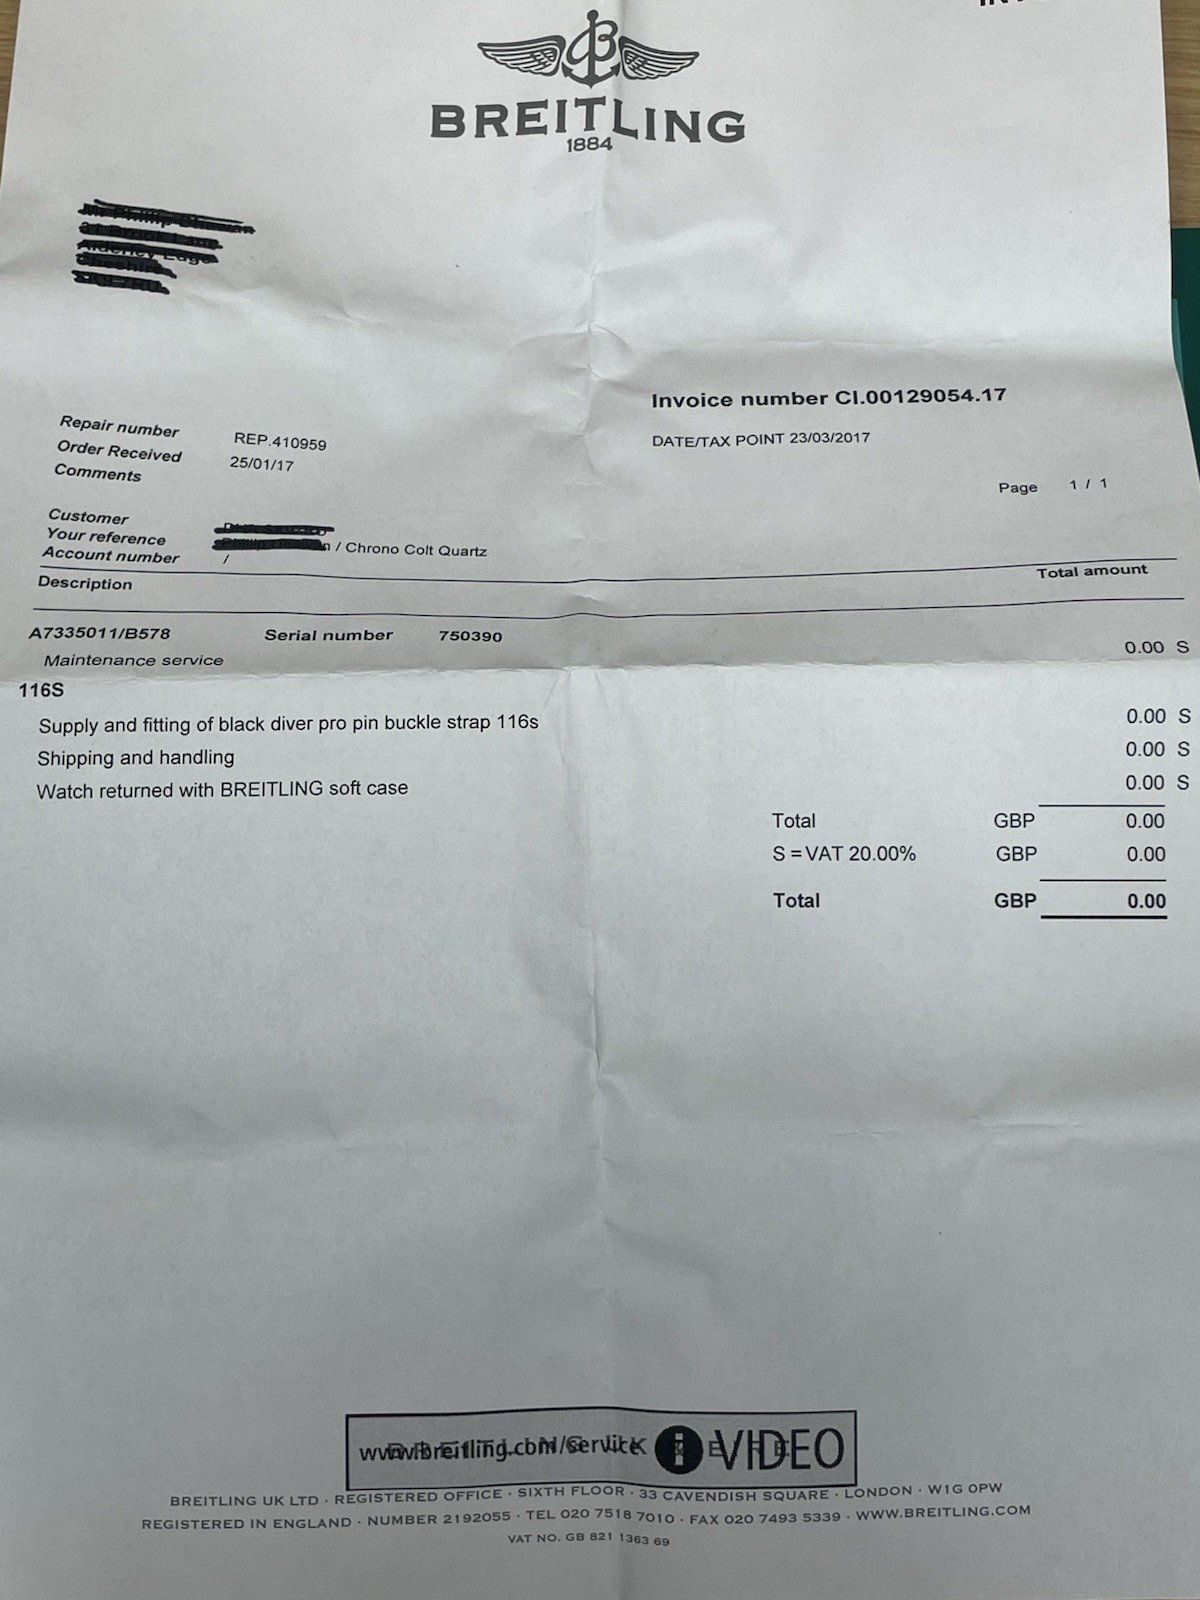 BREITLING
1884
Invoice number CI.00129054.17
DATE/TAX POINT 23/03/2017
Repair number REP.410959
Order Received 25/01/17
Comments
Page 1 / 1
Customer
Your reference / Chrono Colt Quartz
Account number /
Description Total amount
A7335011/B578 Serial number 750390
Maintenance service 0.00 S
116S
Supply and fitting of black diver pro pin buckle strap 116s 0.00 S
Shipping and handling 0.00 S
Watch returned with BREITLING soft case 0.00 S
Total GBP 0.00
S = VAT 20.00% GBP 0.00
Total GBP 0.00
www.breitling.com/service i VIDEO
BREITLING UK LTD · REGISTERED OFFICE · SIXTH FLOOR · 33 CAVENDISH SQUARE · LONDON · W1G 0PW
REGISTERED IN ENGLAND · NUMBER 2192055 · TEL 020 7518 7010 · FAX 020 7493 5339 · WWW.BREITLING.COM
VAT NO. GB 821 1363 69